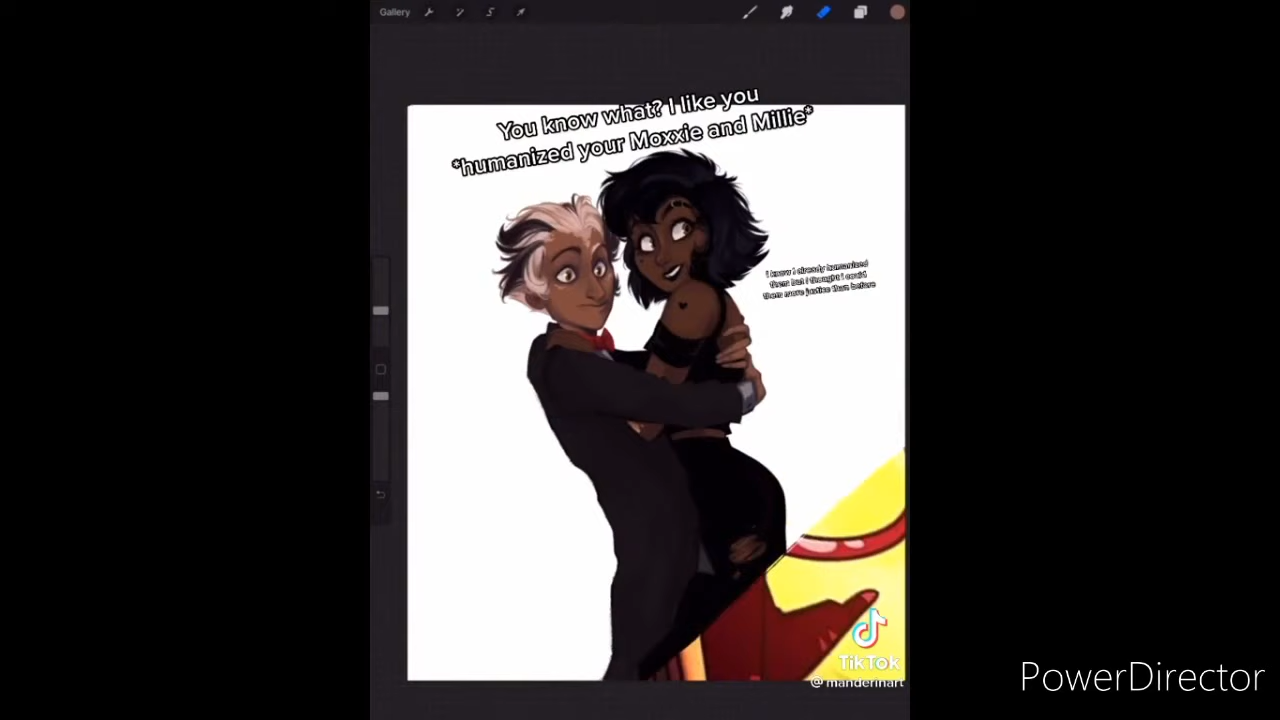 Gallery
You know what? I like you
*humanized your Moxxie and Millie*
I know I already humanized
them but I thought I could
them more justice than before
TikTok
@manderinart
PowerDirector